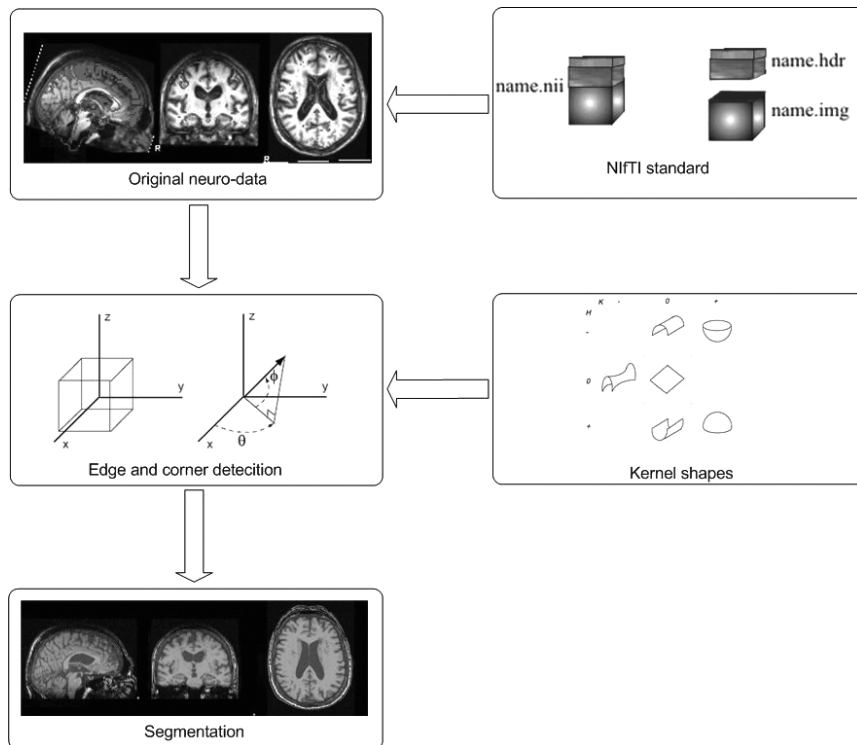 name.nii
name.hdr
name.img
NIfTI standard
R
R
Original neuro-data
z
y
x
z
y
x
ϕ
θ
Edge and corner detecition
K - 0 +
H
-
0
+
Kernel shapes
Segmentation